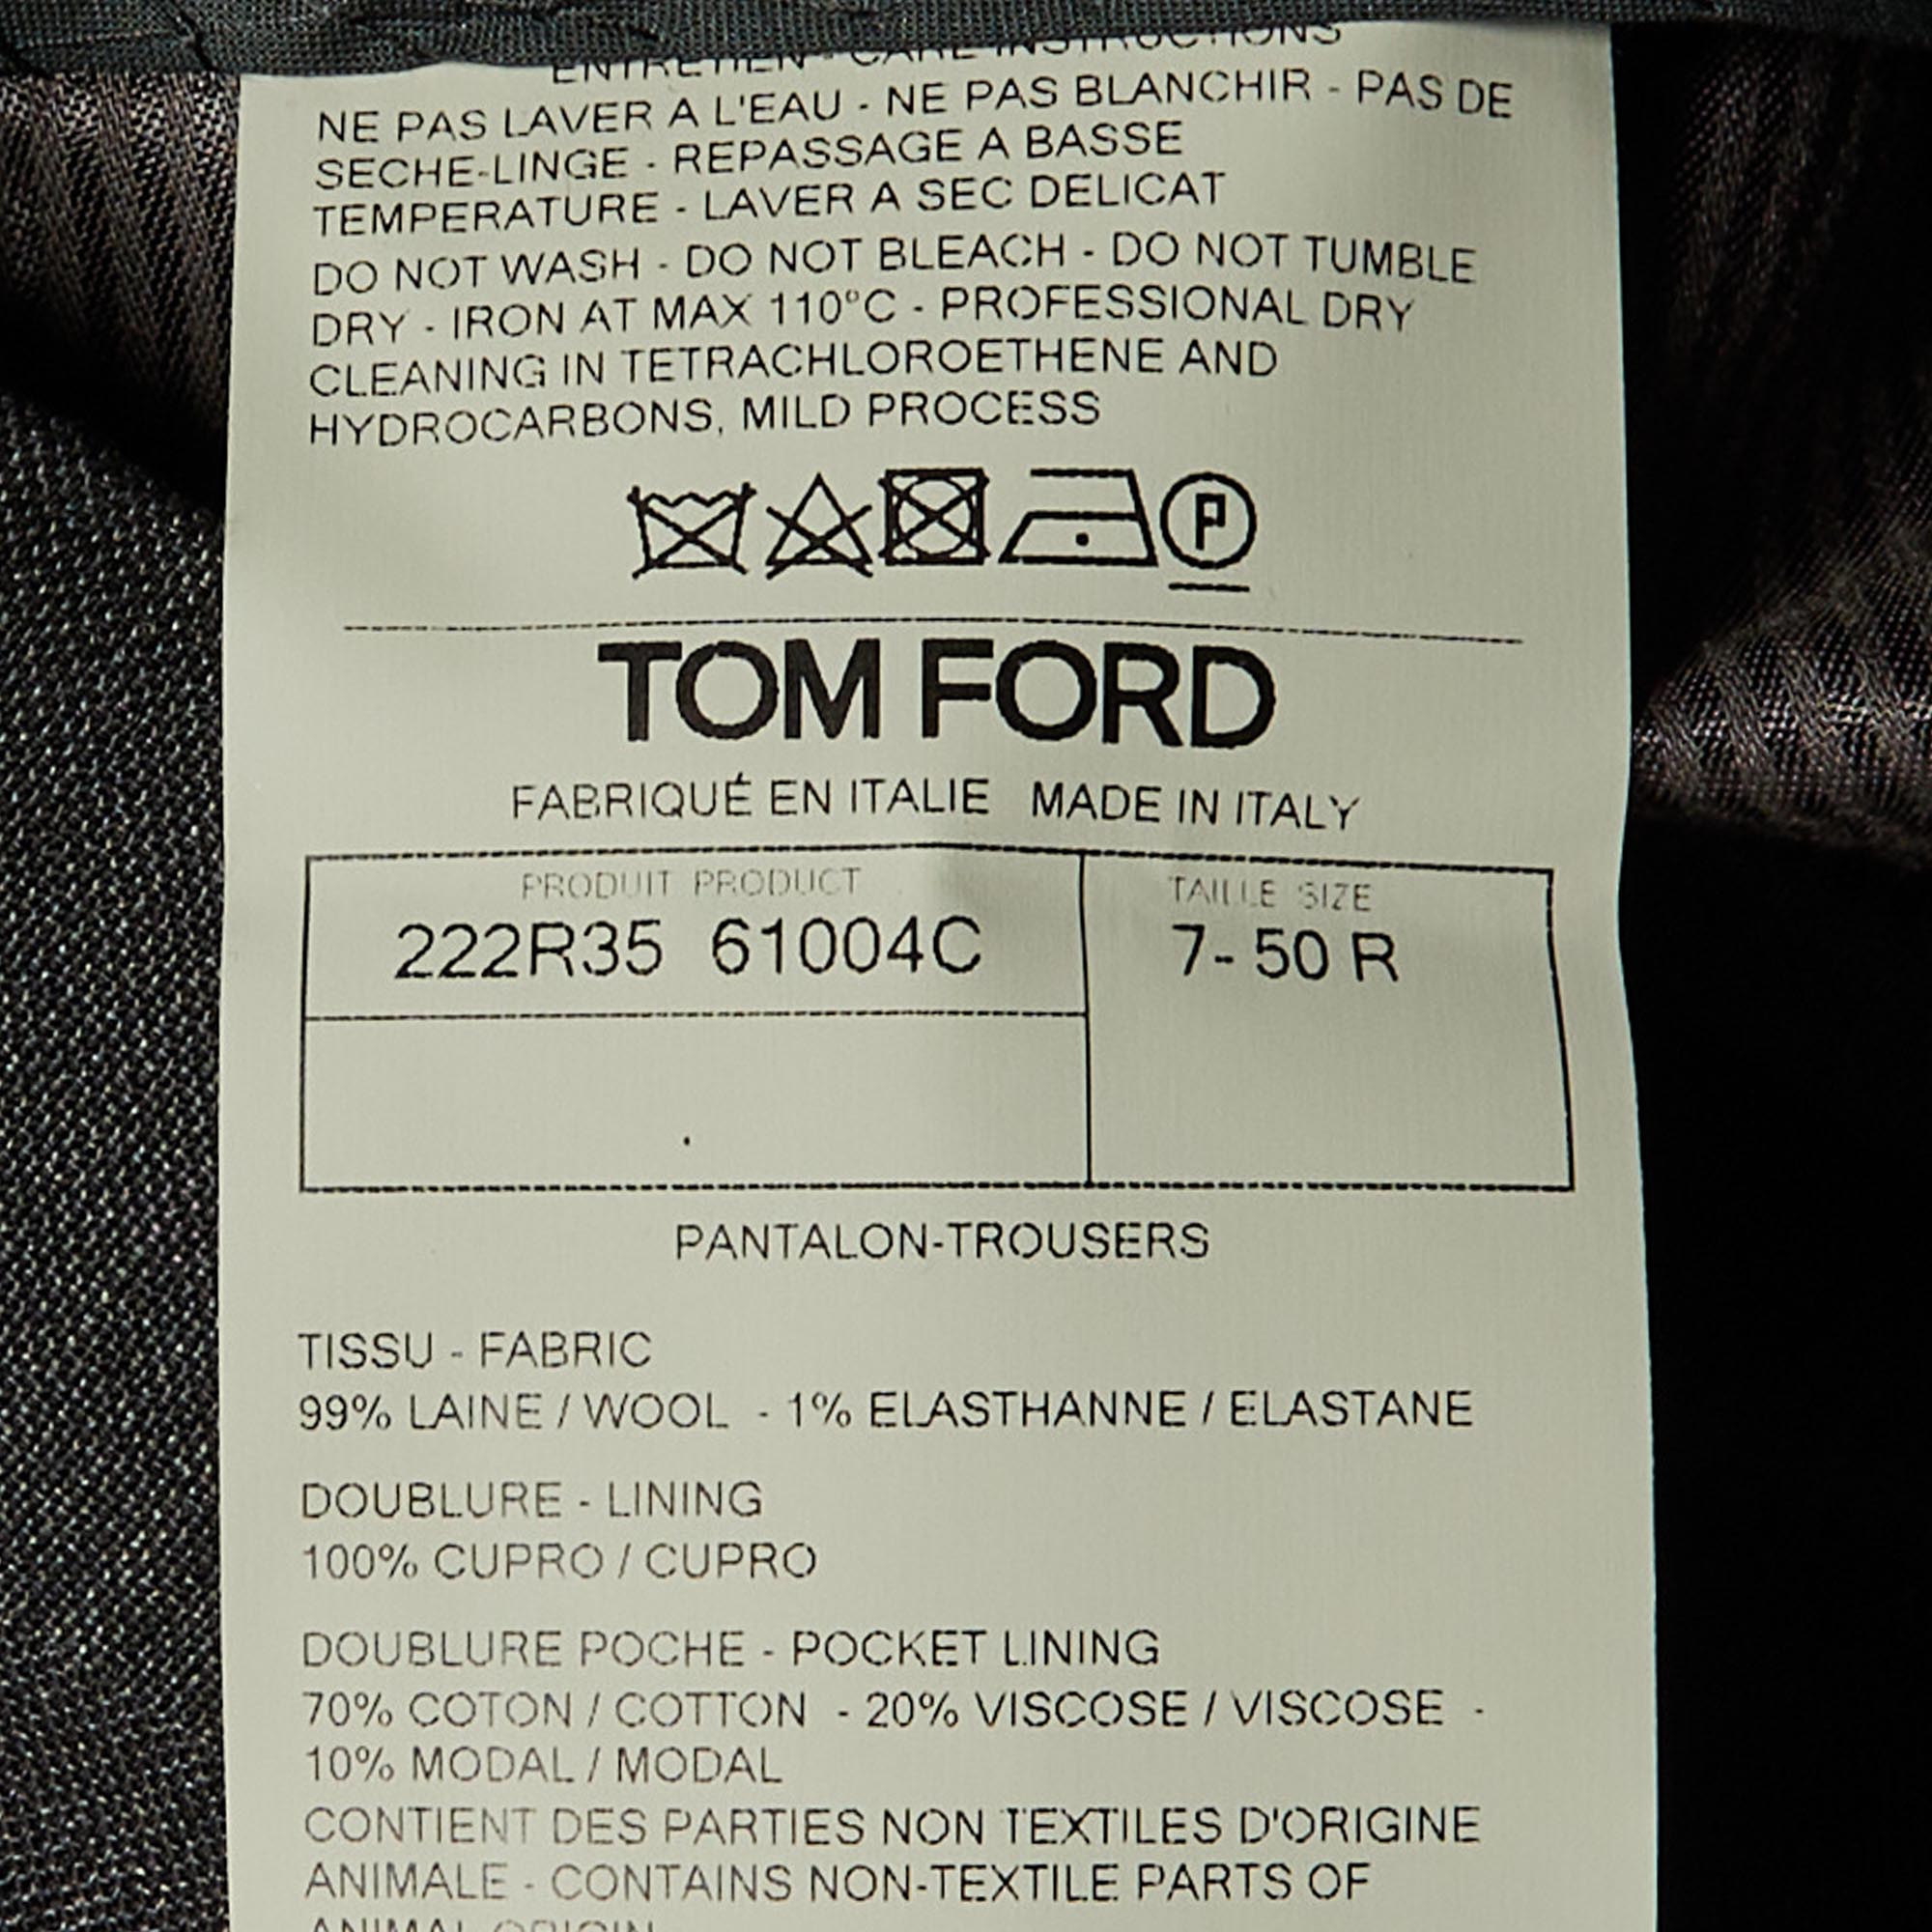 ENTRETIEN - CARE INSTRUCTIONS
NE PAS LAVER A L'EAU - NE PAS BLANCHIR - PAS DE
SECHE-LINGE - REPASSAGE A BASSE
TEMPERATURE - LAVER A SEC DELICAT
DO NOT WASH - DO NOT BLEACH - DO NOT TUMBLE
DRY - IRON AT MAX 110°C - PROFESSIONAL DRY
CLEANING IN TETRACHLOROETHENE AND
HYDROCARBONS, MILD PROCESS
P
TOM FORD
FABRIQUÉ EN ITALIE MADE IN ITALY
PRODUIT PRODUCT
222R35 61004C
TAILLE SIZE
7- 50 R
PANTALON-TROUSERS
TISSU - FABRIC
99% LAINE / WOOL - 1% ELASTHANNE / ELASTANE
DOUBLURE - LINING
100% CUPRO / CUPRO
DOUBLURE POCHE - POCKET LINING
70% COTON / COTTON - 20% VISCOSE / VISCOSE -
10% MODAL / MODAL
CONTIENT DES PARTIES NON TEXTILES D'ORIGINE
ANIMALE - CONTAINS NON-TEXTILE PARTS OF
ANIMAL ORIGIN